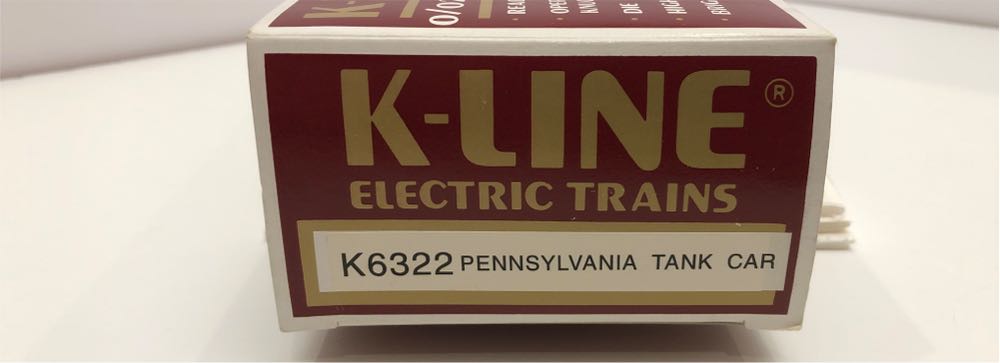 K-LINE ®
ELECTRIC TRAINS
K6322 PENNSYLVANIA TANK CAR